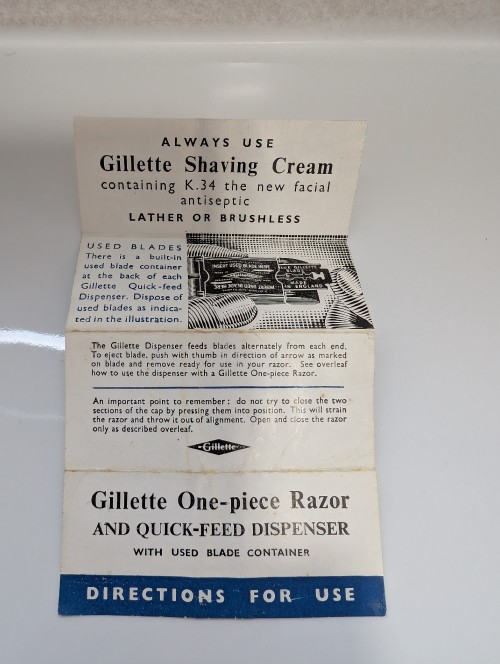 ALWAYS USE
Gillette Shaving Cream
containing K.34 the new facial
antiseptic
LATHER OR BRUSHLESS
USED BLADES
There is a built-in
used blade container
at the back of each
Gillette Quick-feed
Dispenser. Dispose of
used blades as indica-
ted in the illustration.
INSERT USED BLADE HERE
MADE
IN ENGLAND
The Gillette Dispenser feeds blades alternately from each end.
To eject blade, push with thumb in direction of arrow as marked
on blade and remove ready for use in your razor. See overleaf
how to use the dispenser with a Gillette One-piece Razor.
An important point to remember: do not try to close the two
sections of the cap by pressing them into position. This will strain
the razor and throw it out of alignment. Open and close the razor
only as described overleaf.
Gillette
Gillette One-piece Razor
AND QUICK-FEED DISPENSER
WITH USED BLADE CONTAINER
DIRECTIONS FOR USE